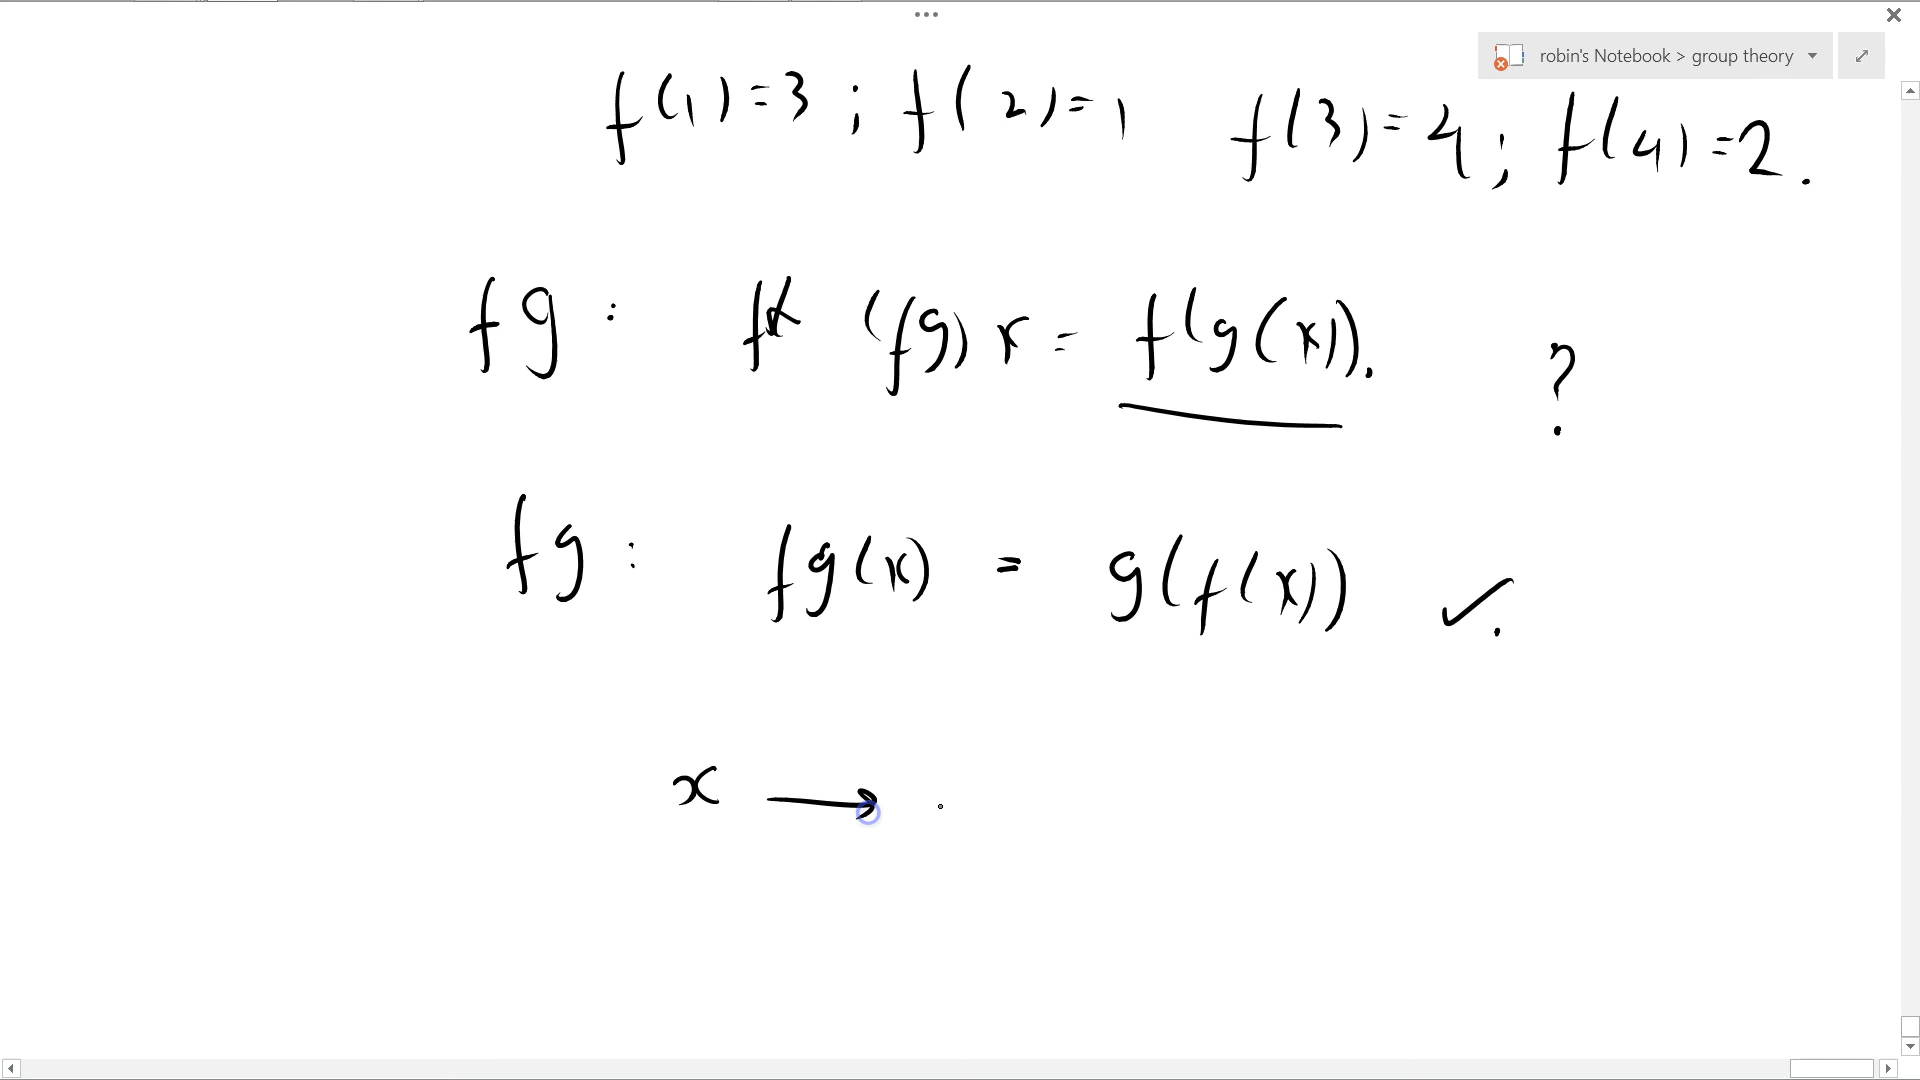 robin's Notebook > group theory
f(1)=3 ; f(2)=1 f(3)=4; f(4)=2.
fg : (fg)x = f(g(x)). ?
fg : fg(x) = g(f(x)) ✓.
x ⟶